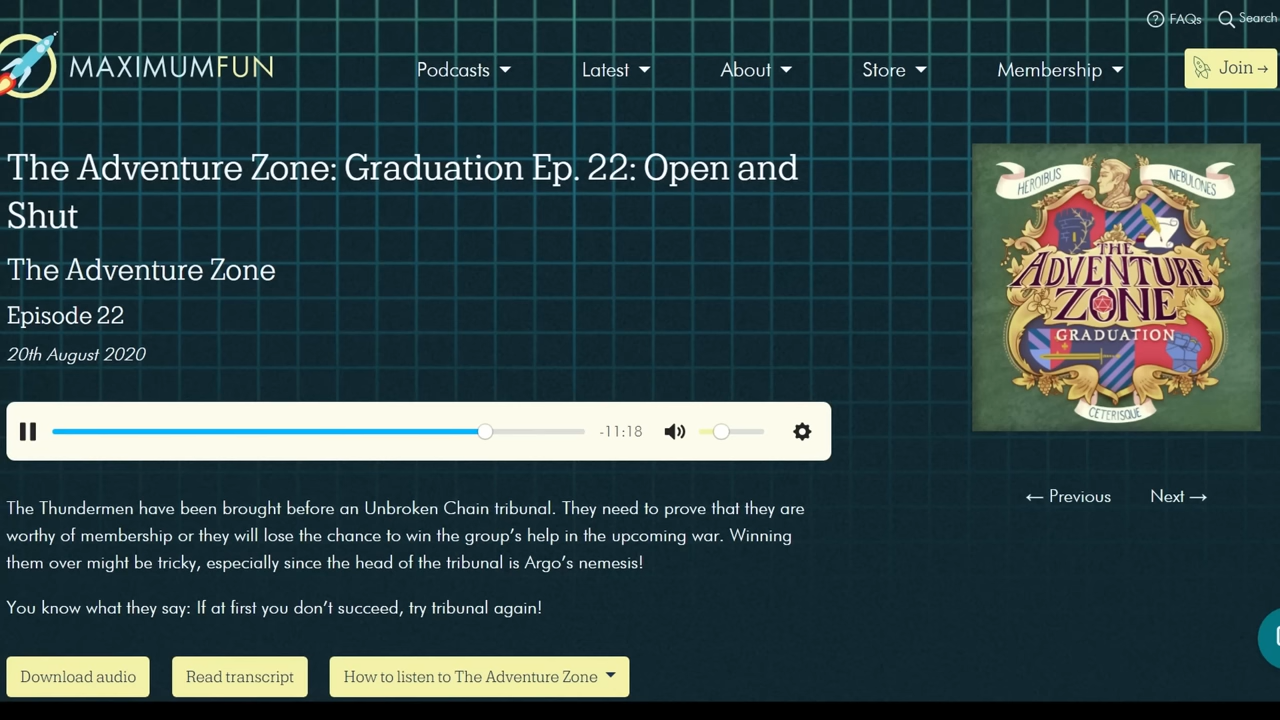 FAQs
Search
MAXIMUMFUN
Podcasts
Latest
About
Store
Membership
Join →
The Adventure Zone: Graduation Ep. 22: Open and
Shut
The Adventure Zone
Episode 22
20th August 2020
-11:18
HEROIBUS
NEBULONES
THE
ADVENTURE
ZONE
GRADUATION
CETERISQUE
← Previous
Next →
The Thundermen have been brought before an Unbroken Chain tribunal. They need to prove that they are
worthy of membership or they will lose the chance to win the group’s help in the upcoming war. Winning
them over might be tricky, especially since the head of the tribunal is Argo’s nemesis!
You know what they say: If at first you don’t succeed, try tribunal again!
Download audio
Read transcript
How to listen to The Adventure Zone